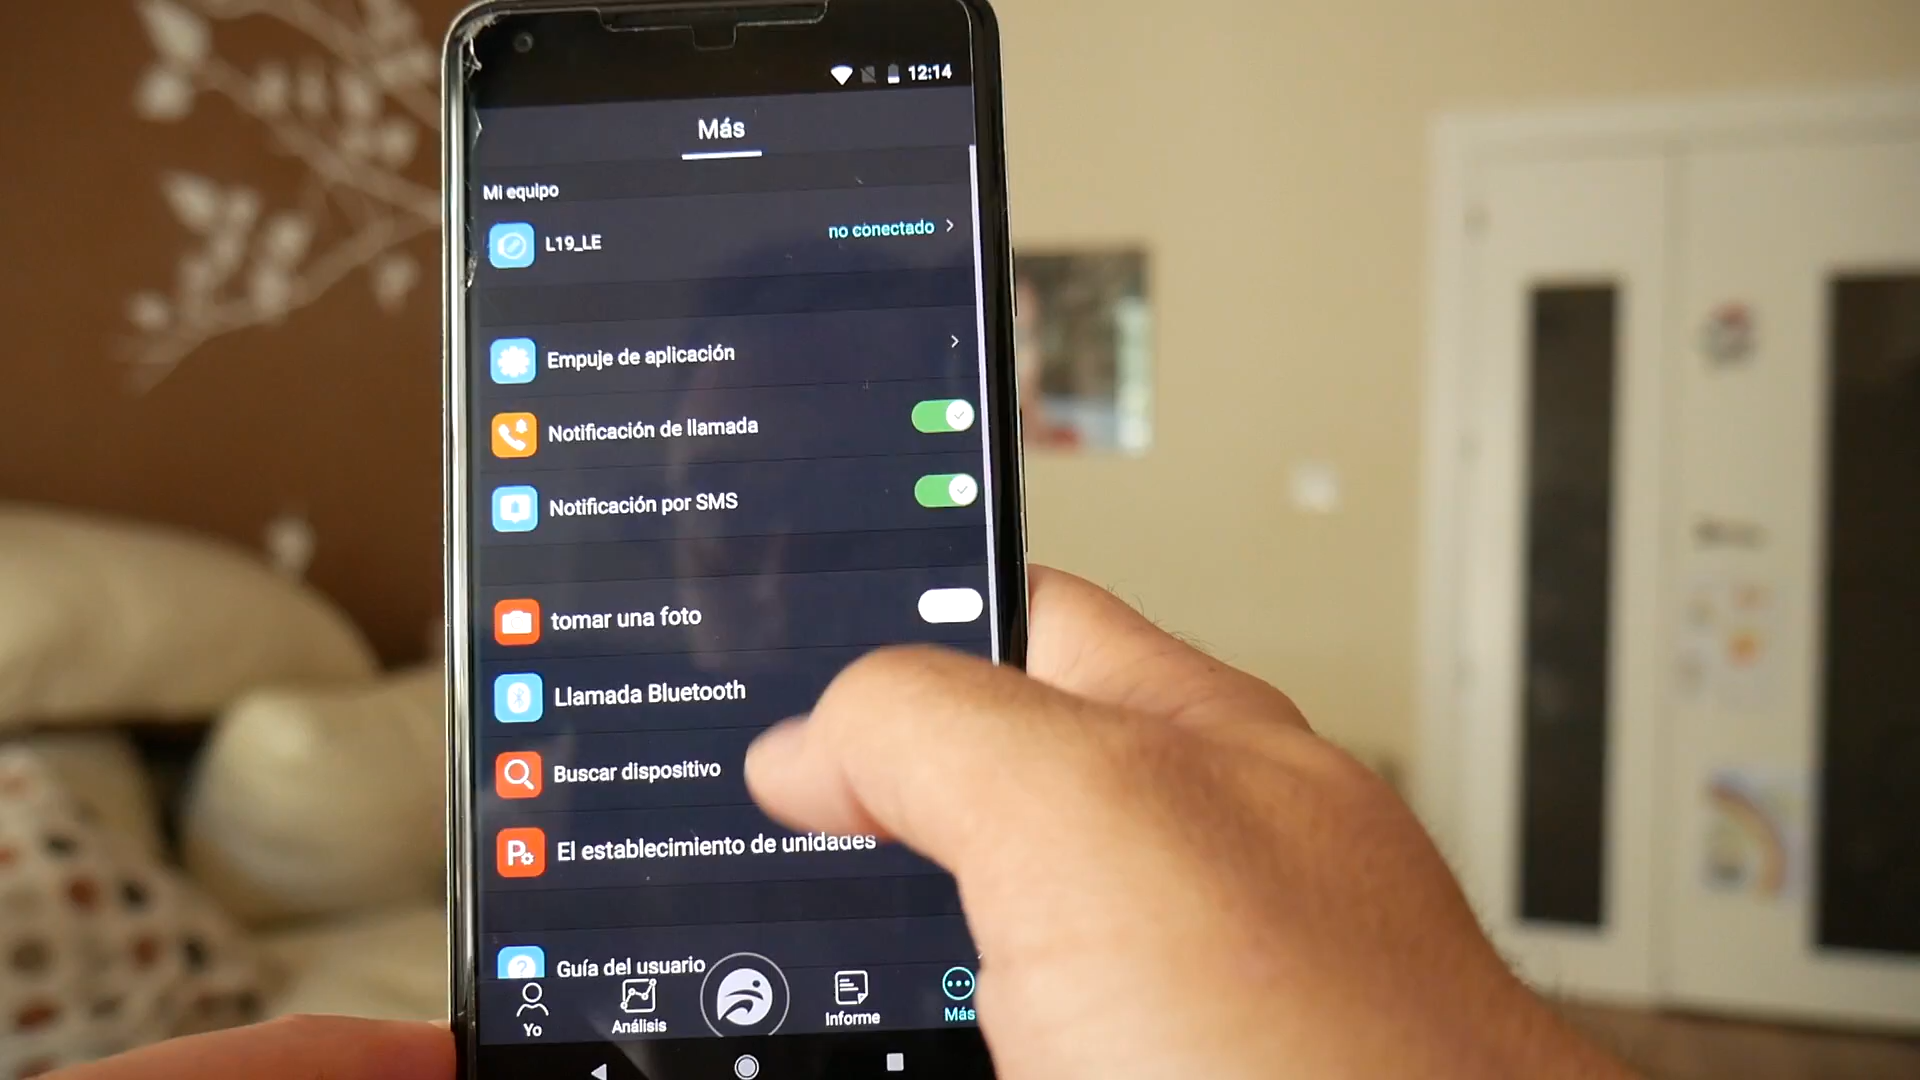 12:14
Más
Mi equipo
L19_LE no conectado
Empuje de aplicación
Notificación de llamada
Notificación por SMS
tomar una foto
Llamada Bluetooth
Buscar dispositivo
El establecimiento de unidades
Guía del usuario
Yo Análisis Informe Más